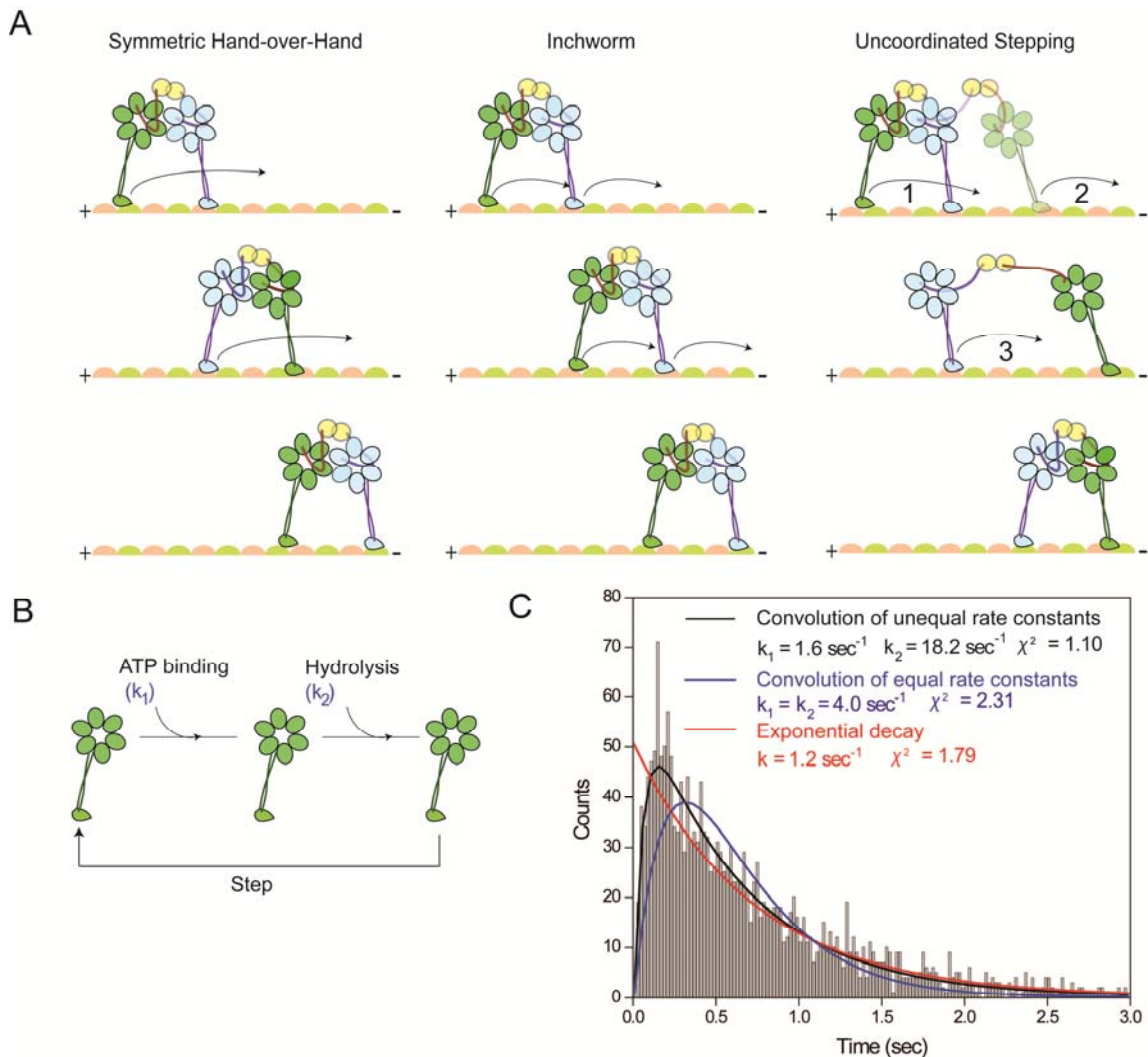 A
Symmetric Hand-over-Hand
Inchworm
Uncoordinated Stepping
1
2
+ -
+ -
+ -
3
+ -
+ -
+ -
+ -
+ -
+ -
B
ATP binding
(k₁)
Hydrolysis
(k₂)
Step
C
Convolution of unequal rate constants
k₁ = 1.6 sec⁻¹ k₂ = 18.2 sec⁻¹ χ² = 1.10
Convolution of equal rate constants
k₁ = k₂ = 4.0 sec⁻¹ χ² = 2.31
Exponential decay
k = 1.2 sec⁻¹ χ² = 1.79
Counts
80
70
60
50
40
30
20
10
0
0.0 0.5 1.0 1.5 2.0 2.5 3.0
Time (sec)